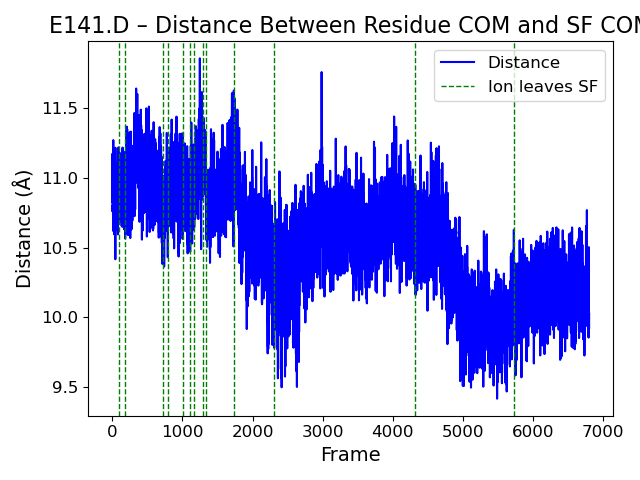 E141.D – Distance Between Residue COM and SF COM
Distance
Ion leaves SF
Distance (Å)
11.5
11.0
10.5
10.0
9.5
0 1000 2000 3000 4000 5000 6000 7000
Frame